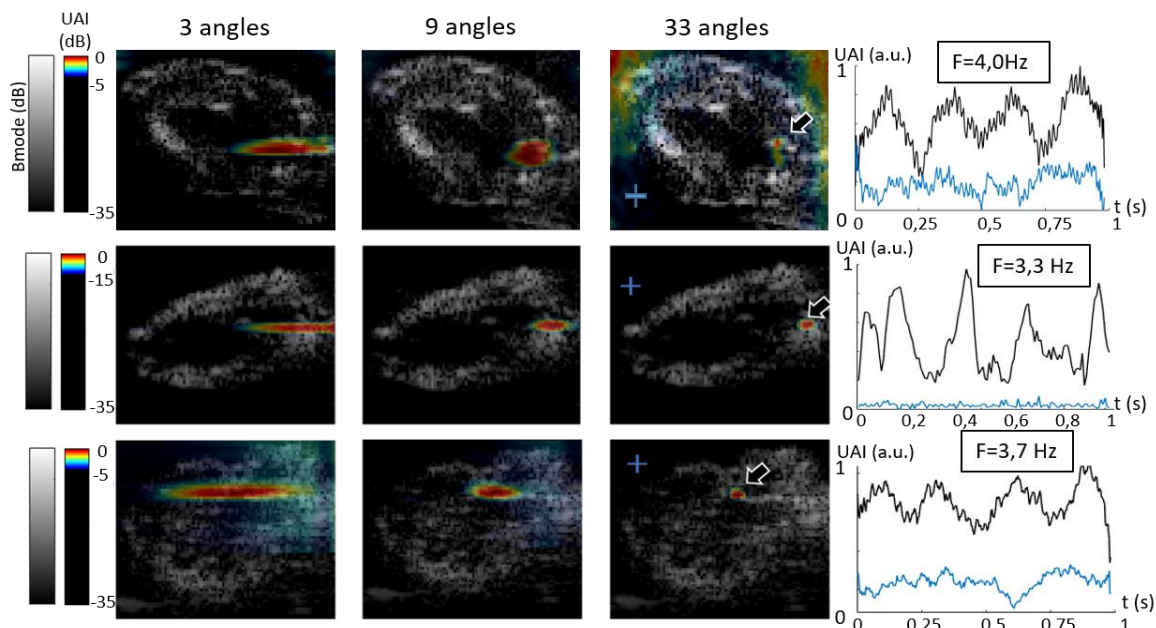 UAI
(dB)
3 angles
9 angles
33 angles
Bmode (dB)
0
-5
-35
UAI (a.u.)
F=4,0Hz
1
0
0
0,25
0,5
0,75
1
t (s)
0
-15
-35
UAI (a.u.)
F=3,3 Hz
1
0
0
0,2
0,4
0,6
0,8
1
t (s)
0
-5
-35
UAI (a.u.)
F=3,7 Hz
1
0
0
0,25
0,5
0,75
1
t (s)